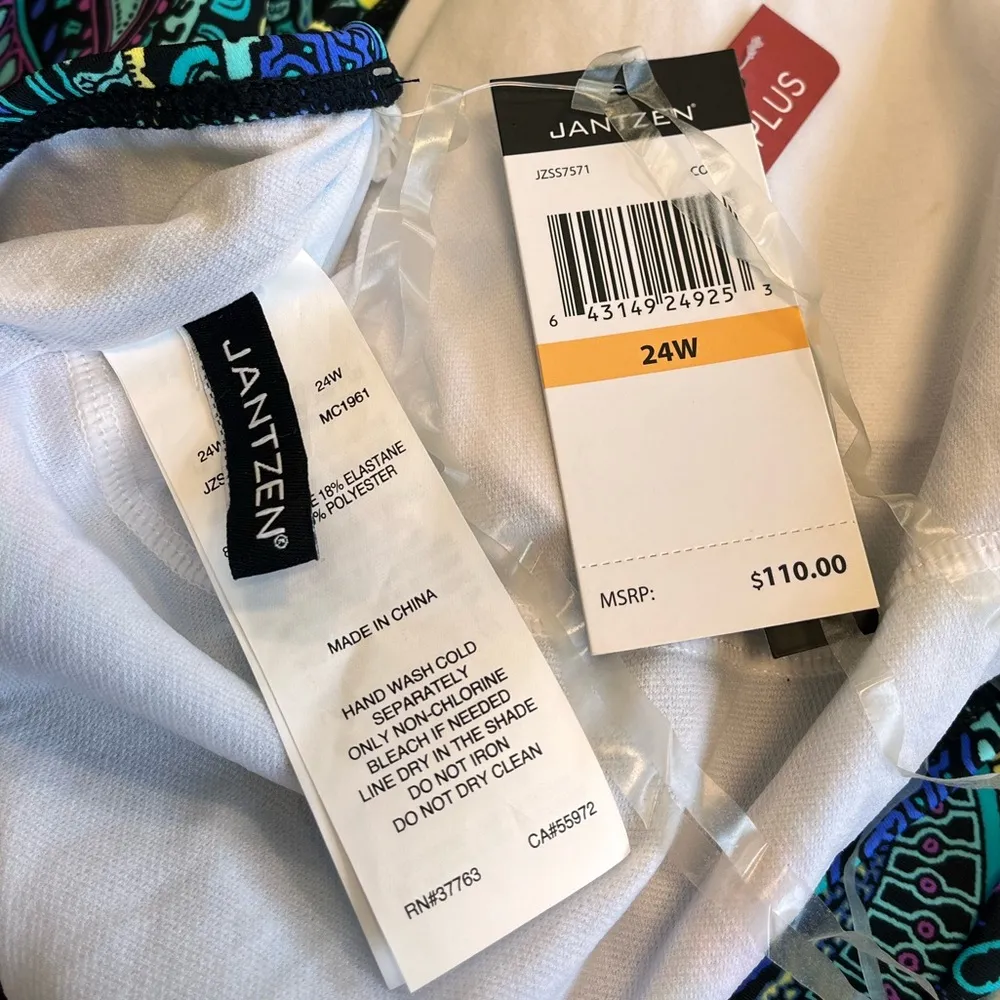 JANTZEN®
JZSS7571
6 43149 24925 3
24W
MSRP: $110.00
PLUS
JANTZEN®
24W
MC1961
18% ELASTANE
% POLYESTER
MADE IN CHINA
HAND WASH COLD
SEPARATELY
ONLY NON-CHLORINE
BLEACH IF NEEDED
LINE DRY IN THE SHADE
DO NOT IRON
DO NOT DRY CLEAN
CA#55972
RN#37763